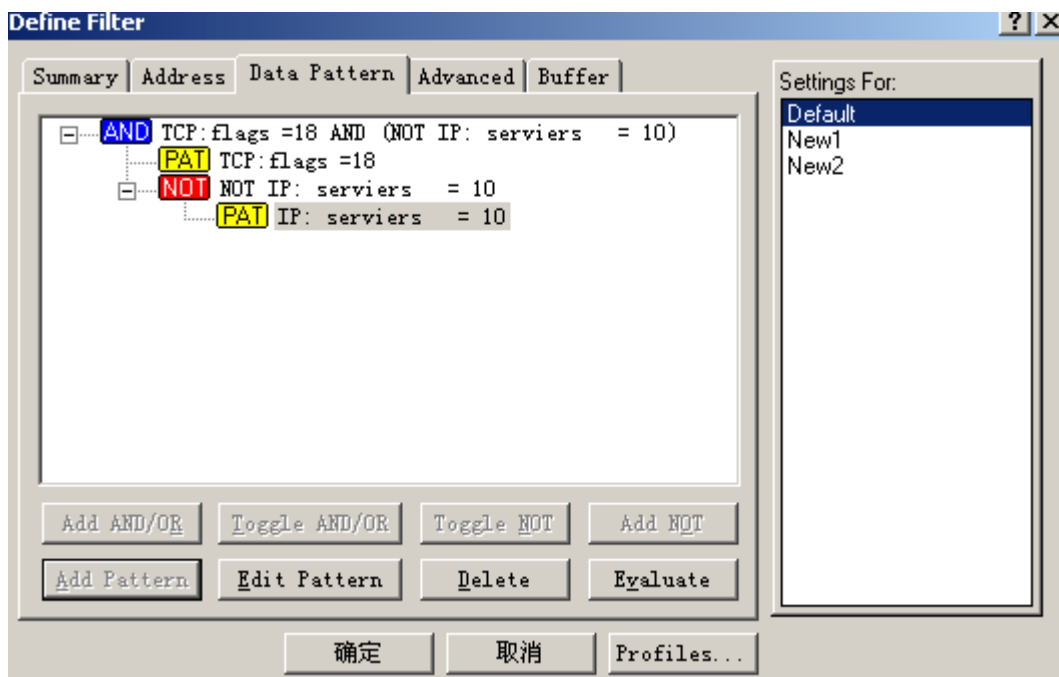 Define Filter
Summary Address Data Pattern Advanced Buffer
Settings For:
Default
New1
New2
AND TCP:flags =18 AND (NOT IP: serviers = 10)
PAT TCP:flags =18
NOT NOT IP: serviers = 10
PAT IP: serviers = 10
Add AND/OR Toggle AND/OR Toggle NOT Add NOT
Add Pattern Edit Pattern Delete Evaluate
确定 取消 Profiles...